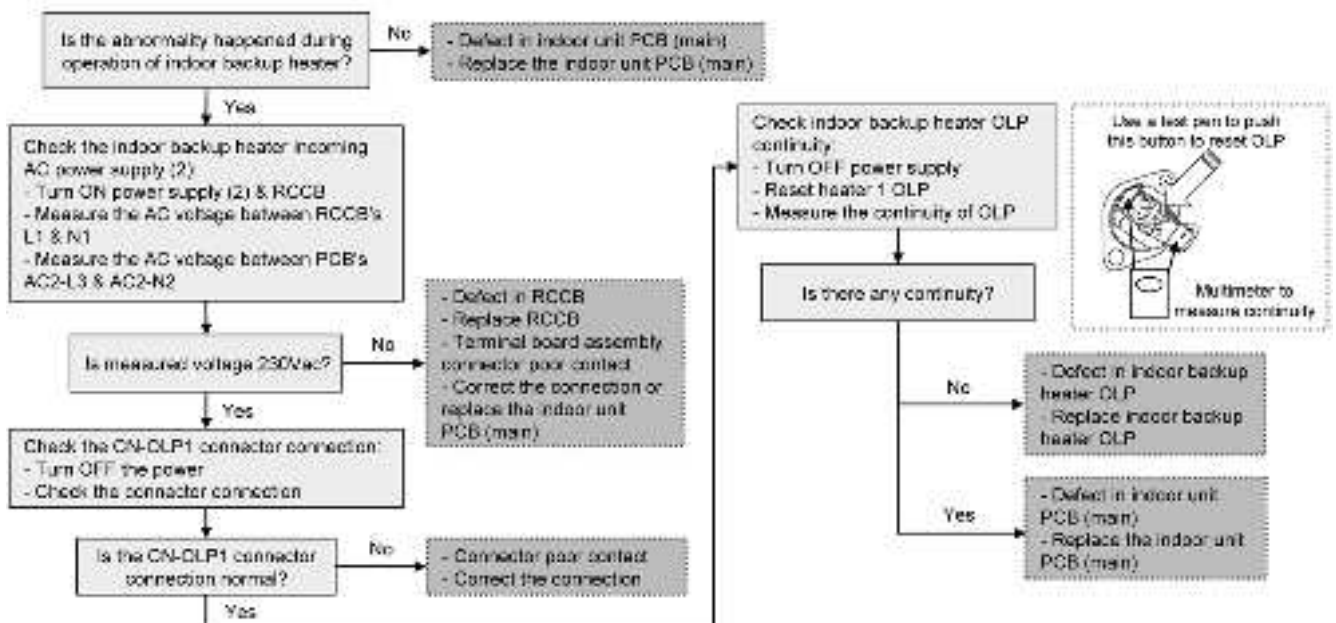 Is the abnormality happened during
operation of indoor backup heater?
No
- Defect in indoor unit PCB (main)
- Replace the indoor unit PCB (main)
Yes
Check the indoor backup heater incoming
AC power supply (2)
- Turn ON power supply (2) & RCCB
- Measure the AC voltage between RCCB's
L1 & N1
- Measure the AC voltage between PCB's
AC2-L3 & AC2-N2
Is measured voltage 230Vac?
No
- Defect in RCCB
- Replace RCCB
- Terminal board assembly
connector poor contact
- Correct the connection or
replace the indoor unit
PCB (main)
Yes
Check the CN-OLP1 connector connection:
- Turn OFF the power
- Check the connector connection
Is the CN-OLP1 connector
connection normal?
No
- Connector poor contact
- Correct the connection
Yes
Check indoor backup heater OLP
continuity
- Turn OFF power supply
- Reset heater 1 OLP
- Measure the continuity of OLP
Is there any continuity?
Use a test pen to push
this button to reset OLP
Multimeter to
measure continuity
No
- Defect in indoor backup
heater OLP
- Replace indoor backup
heater OLP
Yes
- Defect in indoor unit
PCB (main)
- Replace the indoor unit
PCB (main)